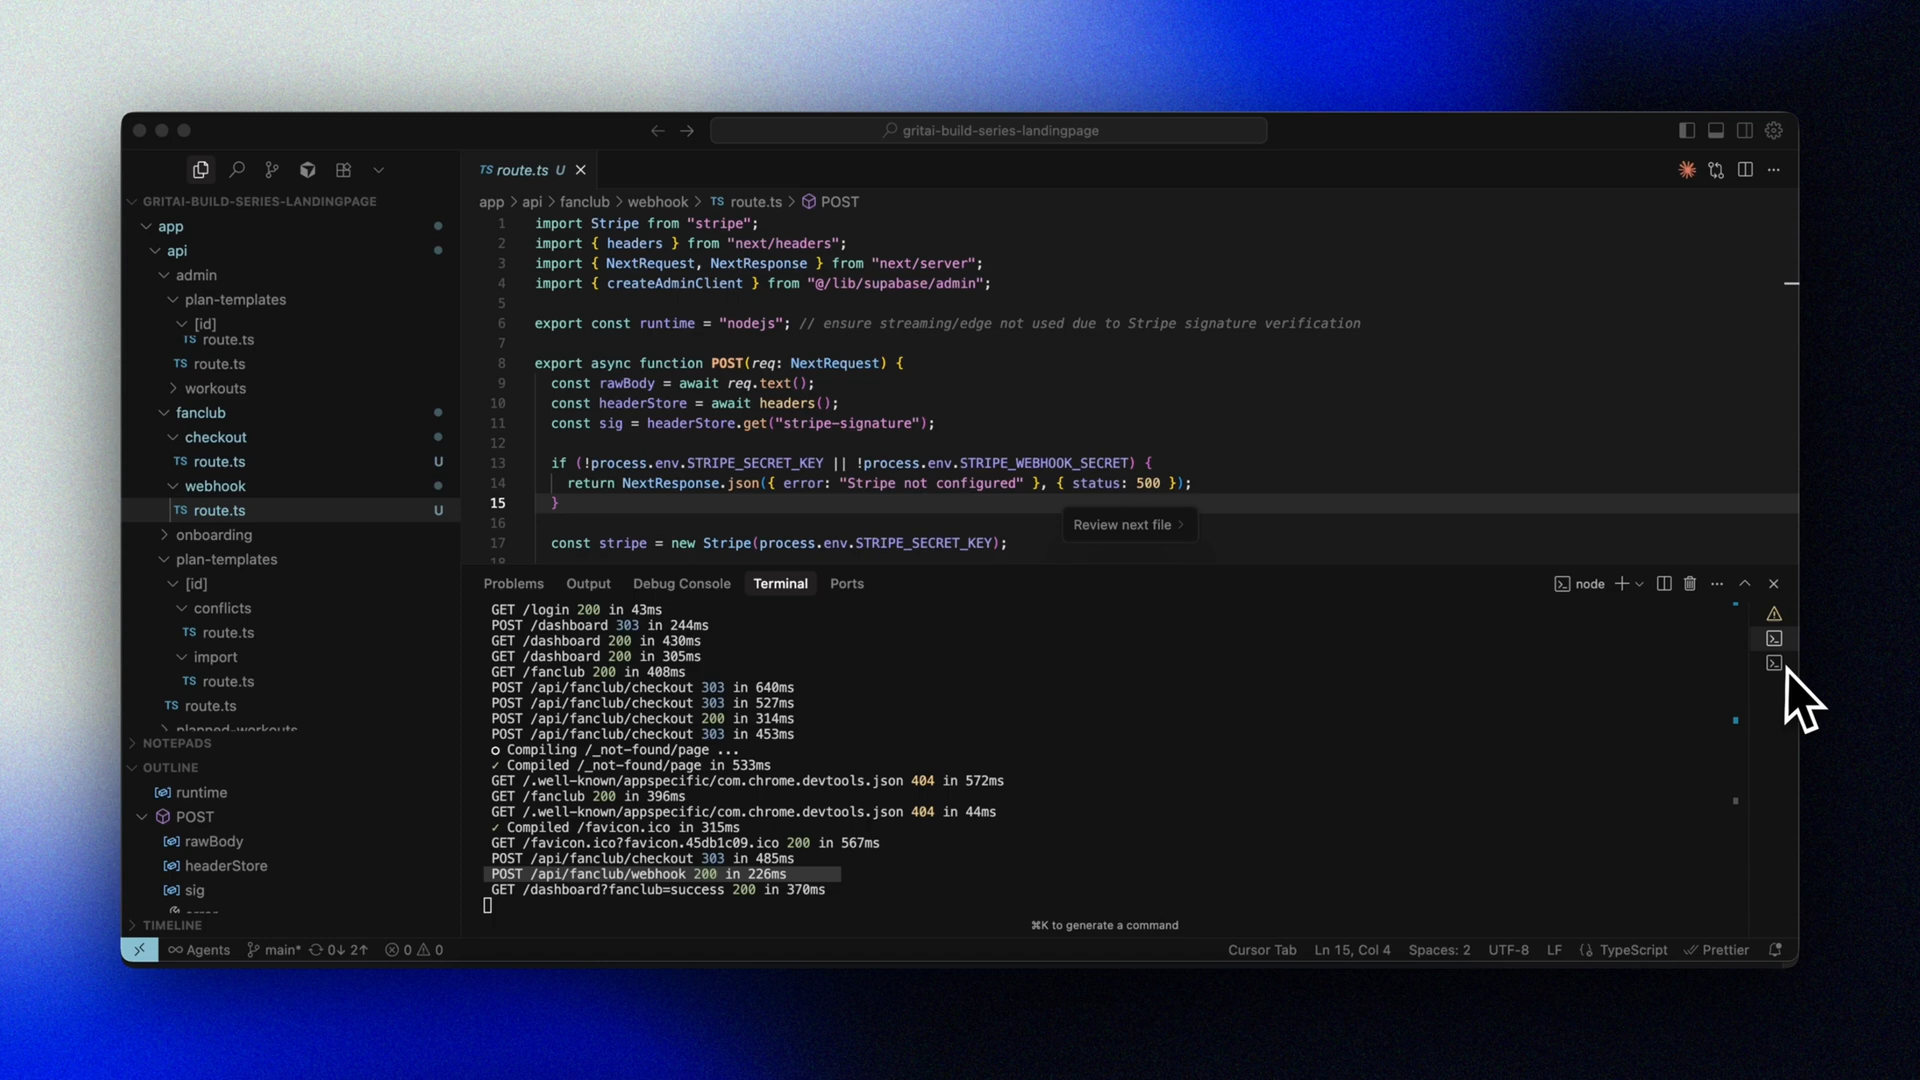 gritai-build-series-landingpage
GRITAI-BUILD-SERIES-LANDINGPAGE
app
api
admin
plan-templates
[id]
TS route.ts
TS route.ts
workouts
fanclub
checkout
TS route.ts U
webhook
TS route.ts U
onboarding
plan-templates
[id]
conflicts
TS route.ts
import
TS route.ts
TS route.ts
planned-workouts
NOTEPADS
OUTLINE
runtime
POST
rawBody
headerStore
sig
TIMELINE
TS route.ts U
app > api > fanclub > webhook > TS route.ts > POST
1 import Stripe from "stripe";
2 import { headers } from "next/headers";
3 import { NextRequest, NextResponse } from "next/server";
4 import { createAdminClient } from "@/lib/supabase/admin";
5
6 export const runtime = "nodejs"; // ensure streaming/edge not used due to Stripe signature verification
7
8 export async function POST(req: NextRequest) {
9 const rawBody = await req.text();
10 const headerStore = await headers();
11 const sig = headerStore.get("stripe-signature");
12
13 if (!process.env.STRIPE_SECRET_KEY || !process.env.STRIPE_WEBHOOK_SECRET) {
14 return NextResponse.json({ error: "Stripe not configured" }, { status: 500 });
15 }
16
17 const stripe = new Stripe(process.env.STRIPE_SECRET_KEY);
18
Review next file >
Problems Output Debug Console Terminal Ports
node
GET /login 200 in 43ms
POST /dashboard 303 in 244ms
GET /dashboard 200 in 430ms
GET /dashboard 200 in 305ms
GET /fanclub 200 in 408ms
POST /api/fanclub/checkout 303 in 640ms
POST /api/fanclub/checkout 303 in 527ms
POST /api/fanclub/checkout 200 in 314ms
POST /api/fanclub/checkout 303 in 453ms
○ Compiling /_not-found/page ...
✓ Compiled /_not-found/page in 533ms
GET /.well-known/appspecific/com.chrome.devtools.json 404 in 572ms
GET /fanclub 200 in 396ms
GET /.well-known/appspecific/com.chrome.devtools.json 404 in 44ms
✓ Compiled /favicon.ico in 315ms
GET /favicon.ico?favicon.45db1c09.ico 200 in 567ms
POST /api/fanclub/checkout 303 in 485ms
POST /api/fanclub/webhook 200 in 226ms
GET /dashboard?fanclub=success 200 in 370ms
⌘K to generate a command
Agents main* 0↓ 2↑ 0 0
Cursor Tab Ln 15, Col 4 Spaces: 2 UTF-8 LF TypeScript Prettier